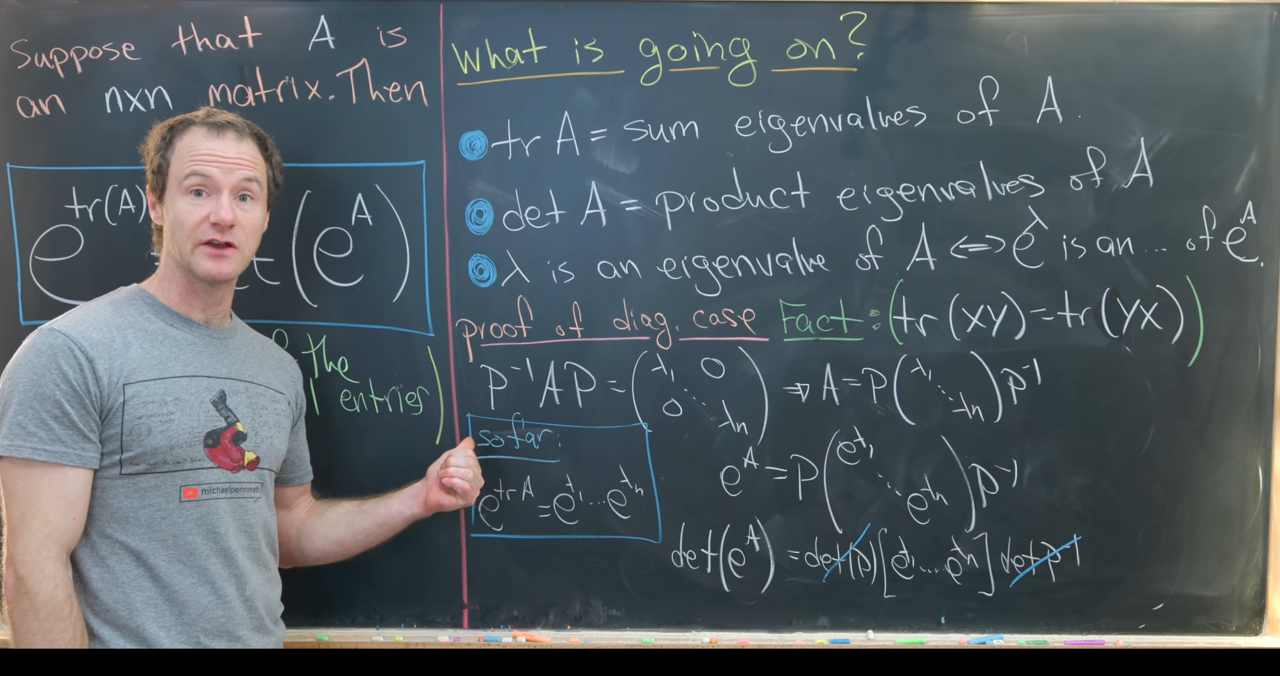 Suppose that A is
an nxn matrix. Then
e^tr(A) t(e^A)
the
entries)
michaelpennmath
What is going on?
tr A = sum eigenvalues of A.
det A = product eigenvalues of A
λ is an eigenvalue of A ⇔ e^λ is an ... of e^A.
proof of diag. case Fact: (tr(XY)=tr(YX))
P^-1AP = (λ₁ 0 0 ⋱ λn) ⇒ A=P(λ₁ ⋱ λn)P^-1
so far:
e^trA = e^λ₁...e^λn
e^A = P(e^λ₁ ⋱ e^λn)P^-1
det(e^A) = det(P)[e^λ₁...e^λn] det P^-1